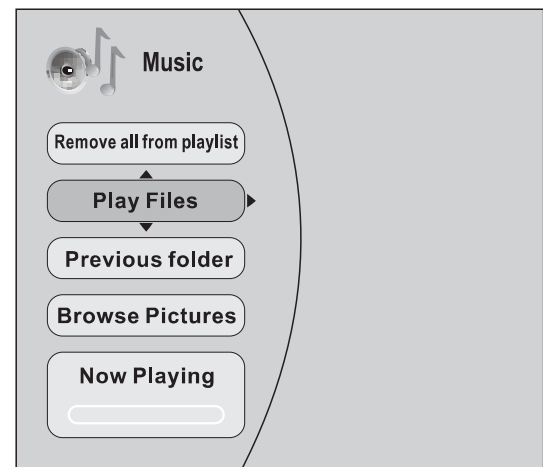 Music
Remove all from playlist
Play Files
Previous folder
Browse Pictures
Now Playing